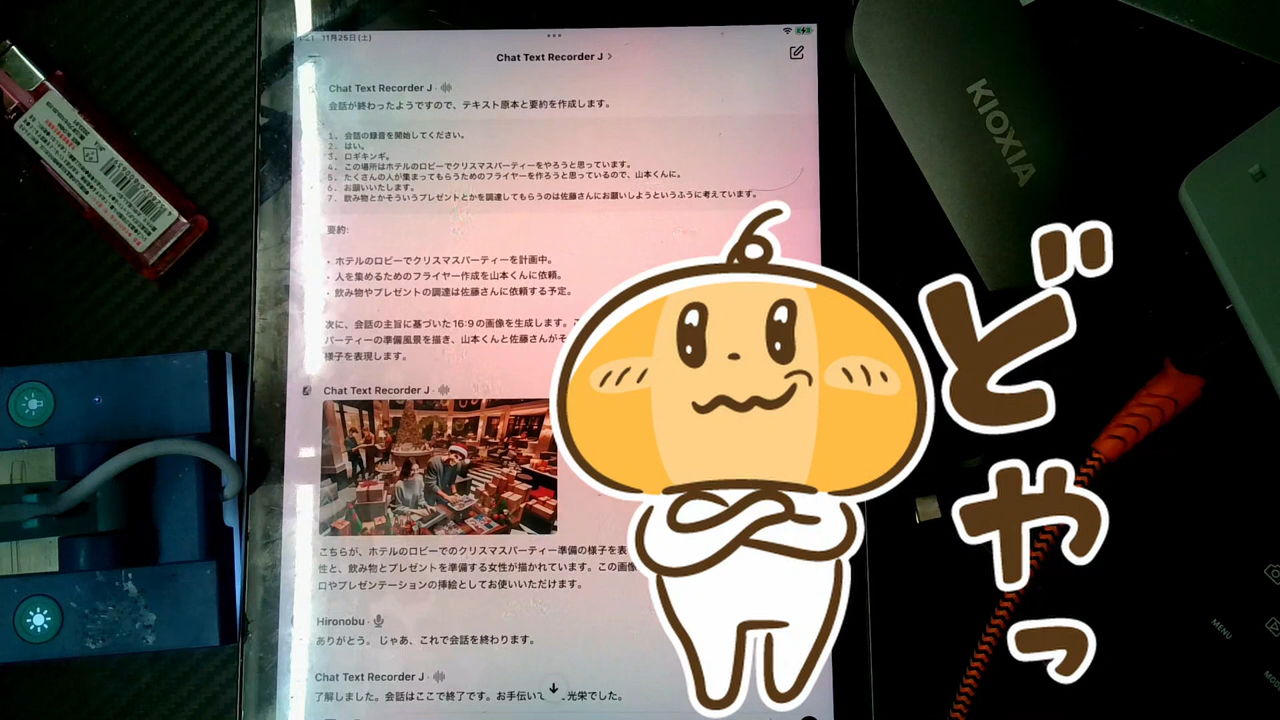 11月25日(土)
Chat Text Recorder J >
KIOXIA
Chat Text Recorder J
会話が終わったようですので、テキスト原本と要約を作成します。
1. 会話の録音を開始してください。
2. はい。
3. ロギキンギ。
4. この場所はホテルのロビーでクリスマスパーティーをやろうと思っています。
5. たくさんの人が集まってもらうためのフライヤーを作ろうと思っているので、山本くんに。
6. お願いいたします。
7. 飲み物とかそういうプレゼントとかを調達してもらうのは佐藤さんにお願いしようというふうに考えています。
要約:
• ホテルのロビーでクリスマスパーティーを計画中。
• 人を集めるためのフライヤー作成を山本くんに依頼。
• 飲み物やプレゼントの調達は佐藤さんに依頼する予定。
次に、会話の主旨に基づいた16:9の画像を生成します。こ
パーティーの準備風景を描き、山本くんと佐藤さんがそ
様子を表現します。
Chat Text Recorder J
こちらが、ホテルのロビーでのクリスマスパーティー準備の様子を表
性と、飲み物とプレゼントを準備する女性が描かれています。この画像
口やプレゼンテーションの挿絵としてお使いいただけます。
Hironobu
ありがとう。じゃあ、これで会話を終わります。
Chat Text Recorder J
了解しました。会話はここで終了です。お手伝いで 光栄でした。
どやっ
MENU